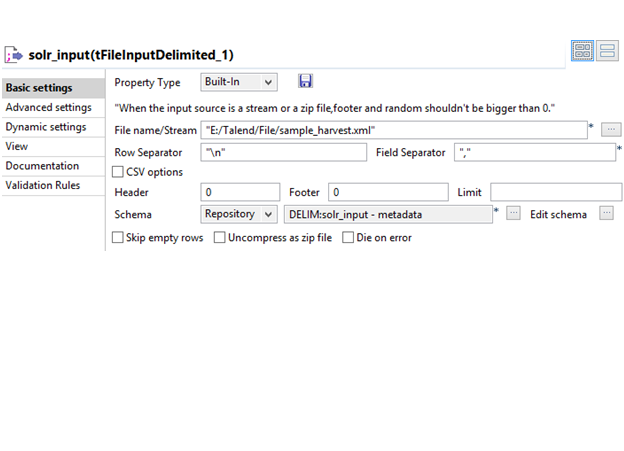 solr_input(tFileInputDelimited_1)
Basic settings
Advanced settings
Dynamic settings
View
Documentation
Validation Rules
Property Type Built-In
"When the input source is a stream or a zip file,footer and random shouldn't be bigger than 0."
File name/Stream "E:/Talend/File/sample_harvest.xml" * ...
Row Separator "\n" Field Separator "," *
CSV options
Header 0 Footer 0 Limit
Schema Repository DELIM:solr_input - metadata * ... Edit schema ...
Skip empty rows Uncompress as zip file Die on error